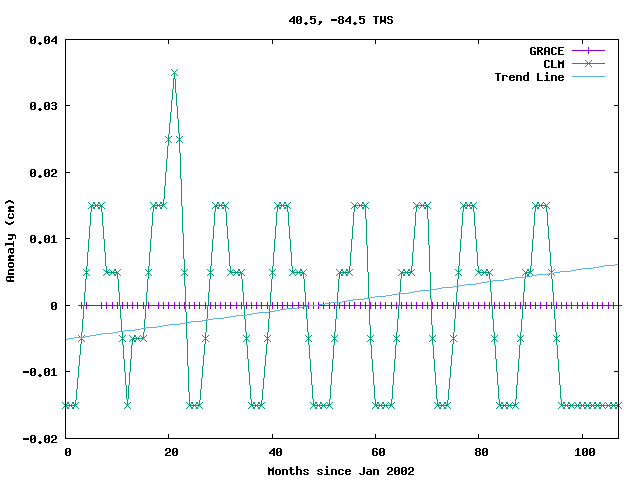 40.5, -84.5 TWS
0.04
GRACE
CLM
Trend Line
0.03
0.02
0.01
0
-0.01
-0.02
Anomaly (cm)
0 20 40 60 80 100
Months since Jan 2002